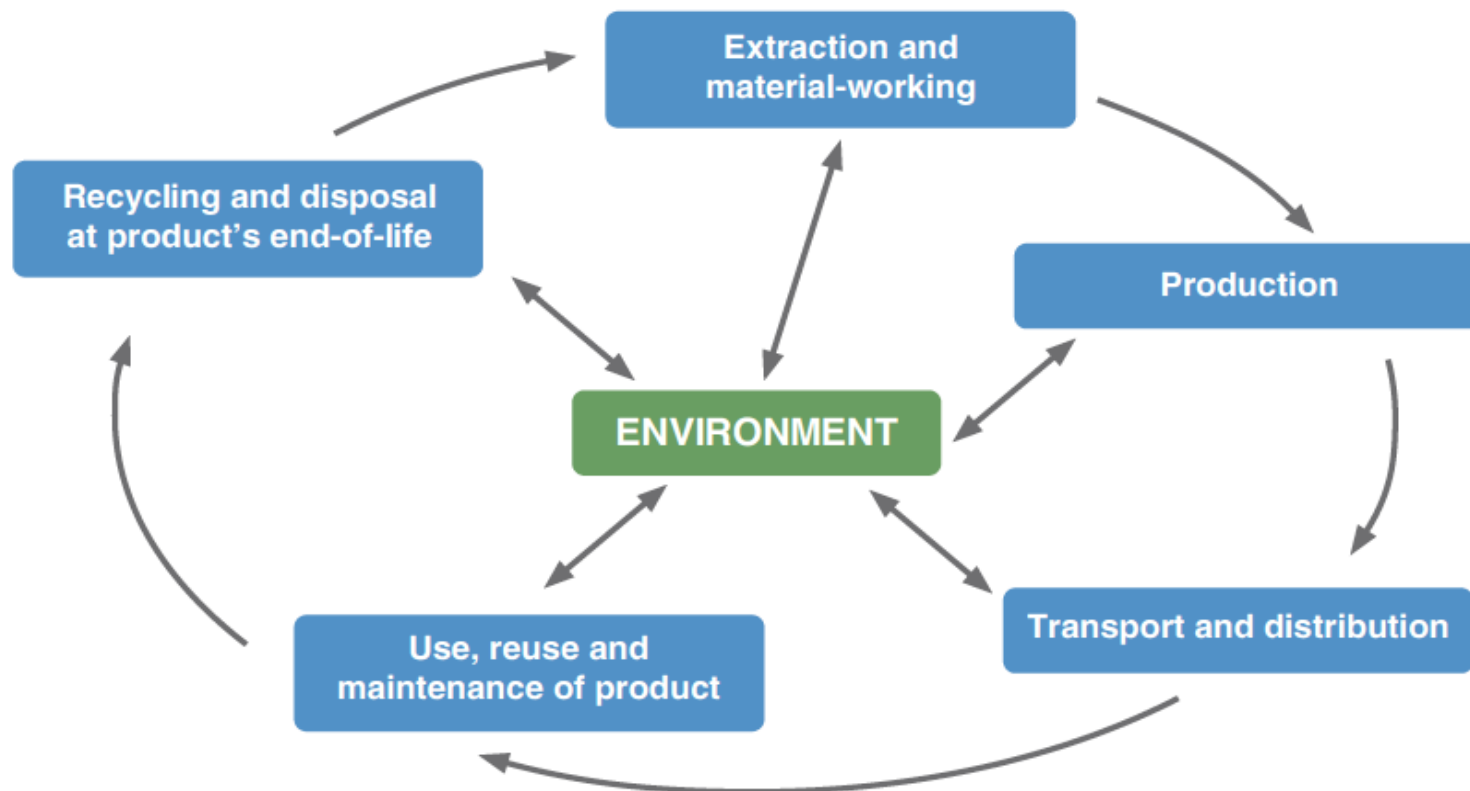 Extraction and
material-working
Recycling and disposal
at product’s end-of-life
Production
ENVIRONMENT
Transport and distribution
Use, reuse and
maintenance of product